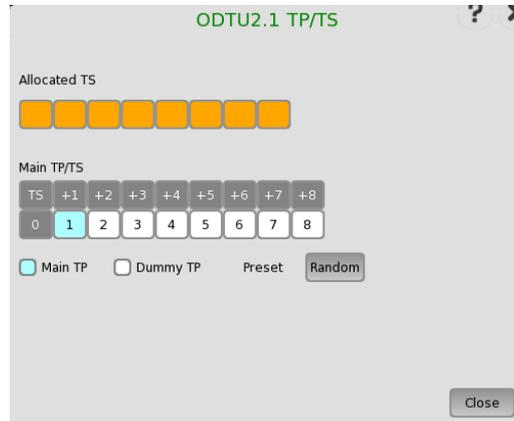 ODTU2.1 TP/TS
?
Allocated TS
Main TP/TS
TS +1 +2 +3 +4 +5 +6 +7 +8
0 1 2 3 4 5 6 7 8
Main TP Dummy TP Preset Random
Close